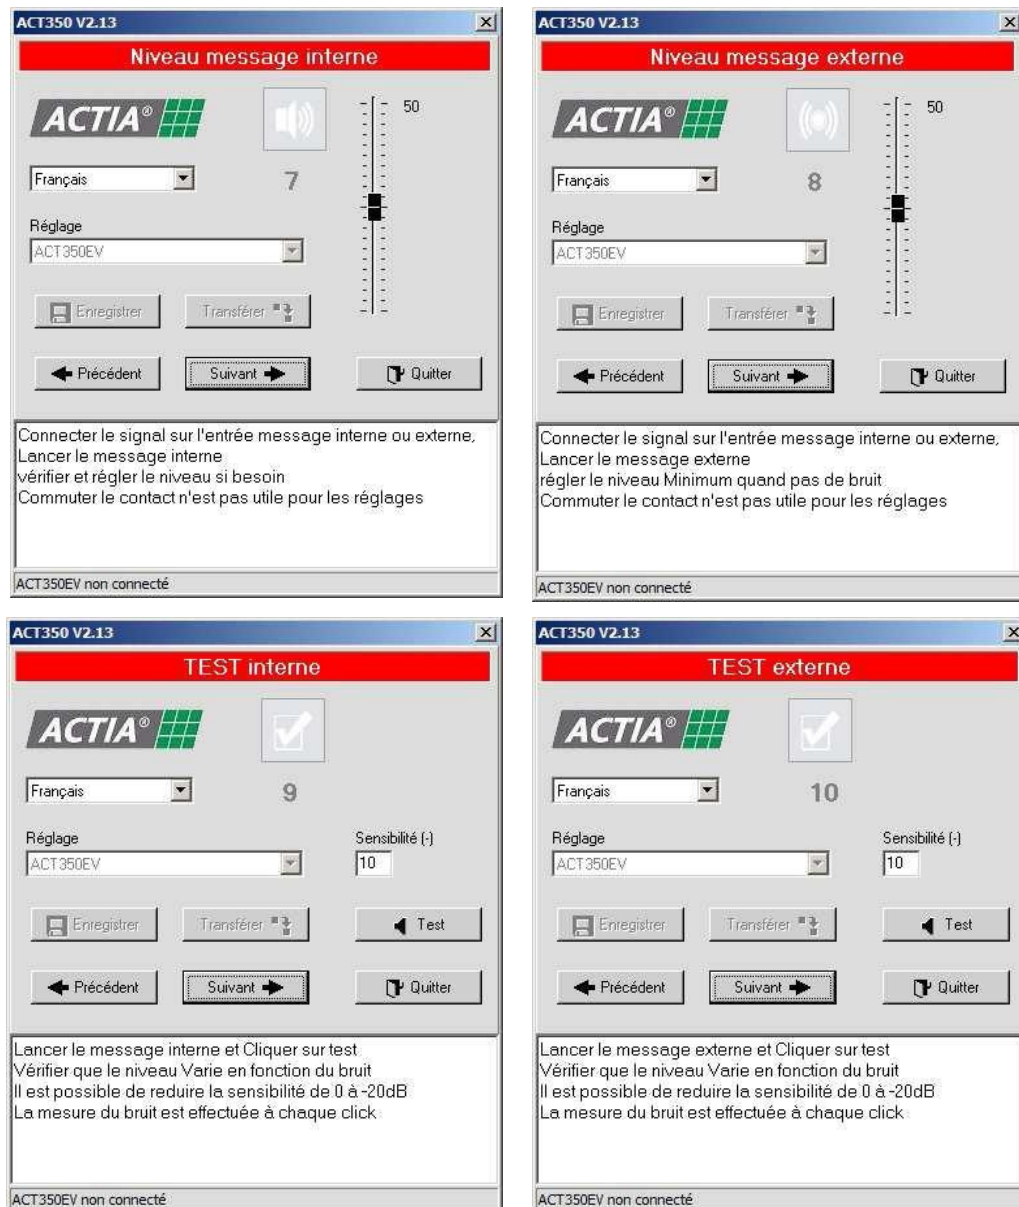 ACT350 V2.13
Niveau message interne
ACTIA®
50
Français
7
Réglage
ACT350EV
Enregistrer
Transférer
Précédent
Suivant
Quitter
Connecter le signal sur l'entrée message interne ou externe,
Lancer le message interne
vérifier et régler le niveau si besoin
Commuter le contact n'est pas utile pour les réglages
ACT350EV non connecté
ACT350 V2.13
Niveau message externe
ACTIA®
50
Français
8
Réglage
ACT350EV
Enregistrer
Transférer
Précédent
Suivant
Quitter
Connecter le signal sur l'entrée message interne ou externe,
Lancer le message externe
régler le niveau Minimum quand pas de bruit
Commuter le contact n'est pas utile pour les réglages
ACT350EV non connecté
ACT350 V2.13
TEST interne
ACTIA®
Français
9
Réglage
Sensibilité (-)
ACT350EV
10
Enregistrer
Transférer
Test
Précédent
Suivant
Quitter
Lancer le message interne et Cliquer sur test
Vérifier que le niveau Varie en fonction du bruit
Il est possible de reduire la sensibilité de 0 à -20dB
La mesure du bruit est effectuée à chaque click
ACT350EV non connecté
ACT350 V2.13
TEST externe
ACTIA®
Français
10
Réglage
Sensibilité (-)
ACT350EV
10
Enregistrer
Transférer
Test
Précédent
Suivant
Quitter
Lancer le message externe et Cliquer sur test
Vérifier que le niveau Varie en fonction du bruit
Il est possible de reduire la sensibilité de 0 à -20dB
La mesure du bruit est effectuée à chaque click
ACT350EV non connecté